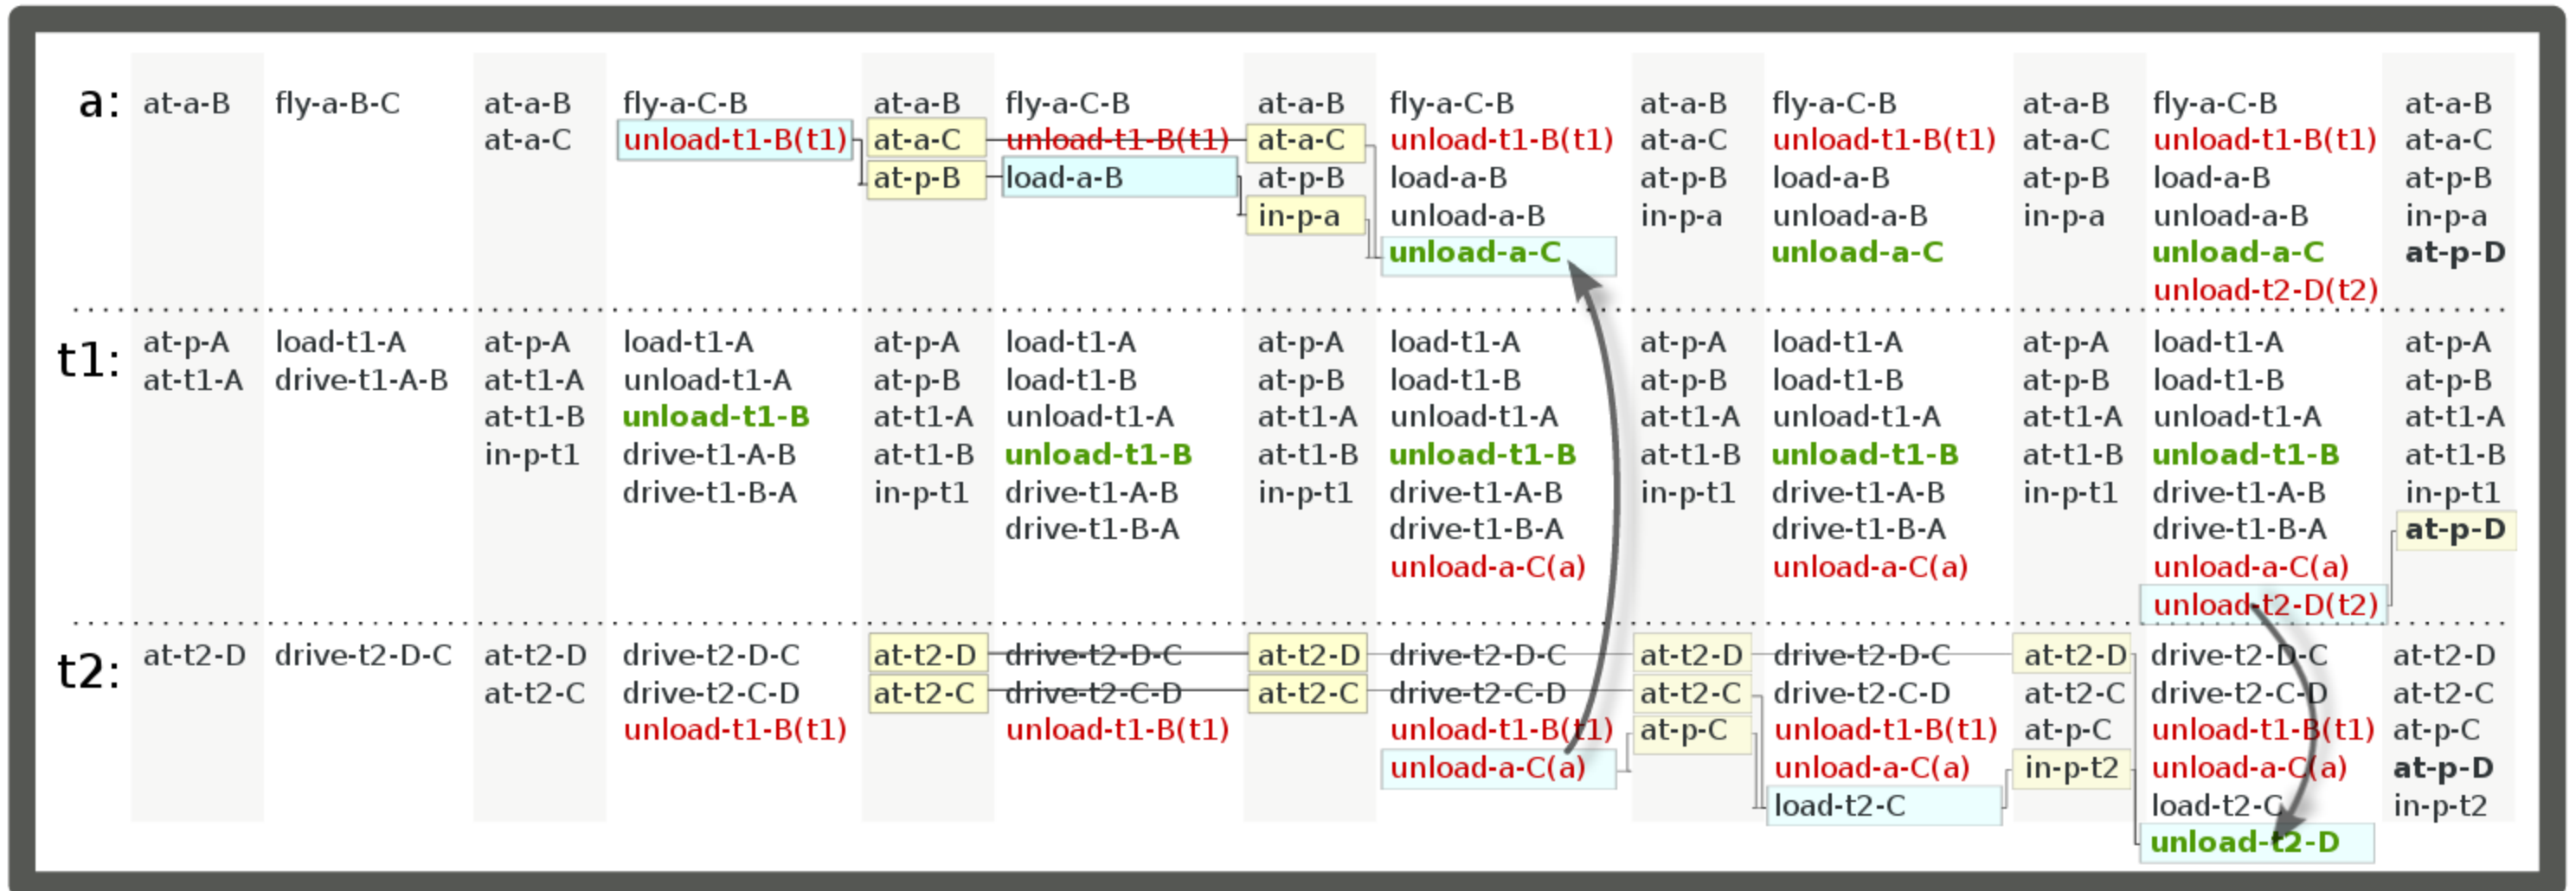 a: at-a-B fly-a-B-C at-a-B fly-a-C-B at-a-B fly-a-C-B at-a-B fly-a-C-B at-a-B fly-a-C-B at-a-B fly-a-C-B at-a-B
at-a-C unload-t1-B(t1) at-a-C unload-t1-B(t1) at-a-C unload-t1-B(t1) at-a-C unload-t1-B(t1) at-a-C unload-t1-B(t1) at-a-C
at-p-B load-a-B at-p-B load-a-B at-p-B load-a-B at-p-B load-a-B at-p-B
in-p-a unload-a-B in-p-a unload-a-B in-p-a unload-a-B in-p-a
unload-a-C unload-a-C unload-a-C at-p-D
unload-t2-D(t2)
t1: at-p-A load-t1-A at-p-A load-t1-A at-p-A load-t1-A at-p-A load-t1-A at-p-A load-t1-A at-p-A load-t1-A at-p-A
at-t1-A drive-t1-A-B at-t1-A unload-t1-A at-p-B load-t1-B at-p-B load-t1-B at-p-B load-t1-B at-p-B load-t1-B at-p-B
at-t1-B unload-t1-B at-t1-A unload-t1-A at-t1-A unload-t1-A at-t1-A unload-t1-A at-t1-A unload-t1-A at-t1-A
in-p-t1 drive-t1-A-B at-t1-B unload-t1-B at-t1-B unload-t1-B at-t1-B unload-t1-B at-t1-B unload-t1-B at-t1-B
drive-t1-B-A in-p-t1 drive-t1-A-B in-p-t1 drive-t1-A-B in-p-t1 drive-t1-A-B in-p-t1 drive-t1-A-B in-p-t1
drive-t1-B-A drive-t1-B-A drive-t1-B-A drive-t1-B-A at-p-D
unload-a-C(a) unload-a-C(a) unload-a-C(a)
unload-t2-D(t2)
t2: at-t2-D drive-t2-D-C at-t2-D drive-t2-D-C at-t2-D drive-t2-D-C at-t2-D drive-t2-D-C at-t2-D drive-t2-D-C at-t2-D drive-t2-D-C at-t2-D
at-t2-C drive-t2-C-D at-t2-C drive-t2-C-D at-t2-C drive-t2-C-D at-t2-C drive-t2-C-D at-t2-C drive-t2-C-D at-t2-C
unload-t1-B(t1) unload-t1-B(t1) unload-t1-B(t1) at-p-C unload-t1-B(t1) at-p-C unload-t1-B(t1) at-p-C
unload-a-C(a) unload-a-C(a) in-p-t2 unload-a-C(a) at-p-D
load-t2-C load-t2-C in-p-t2
unload-t2-D